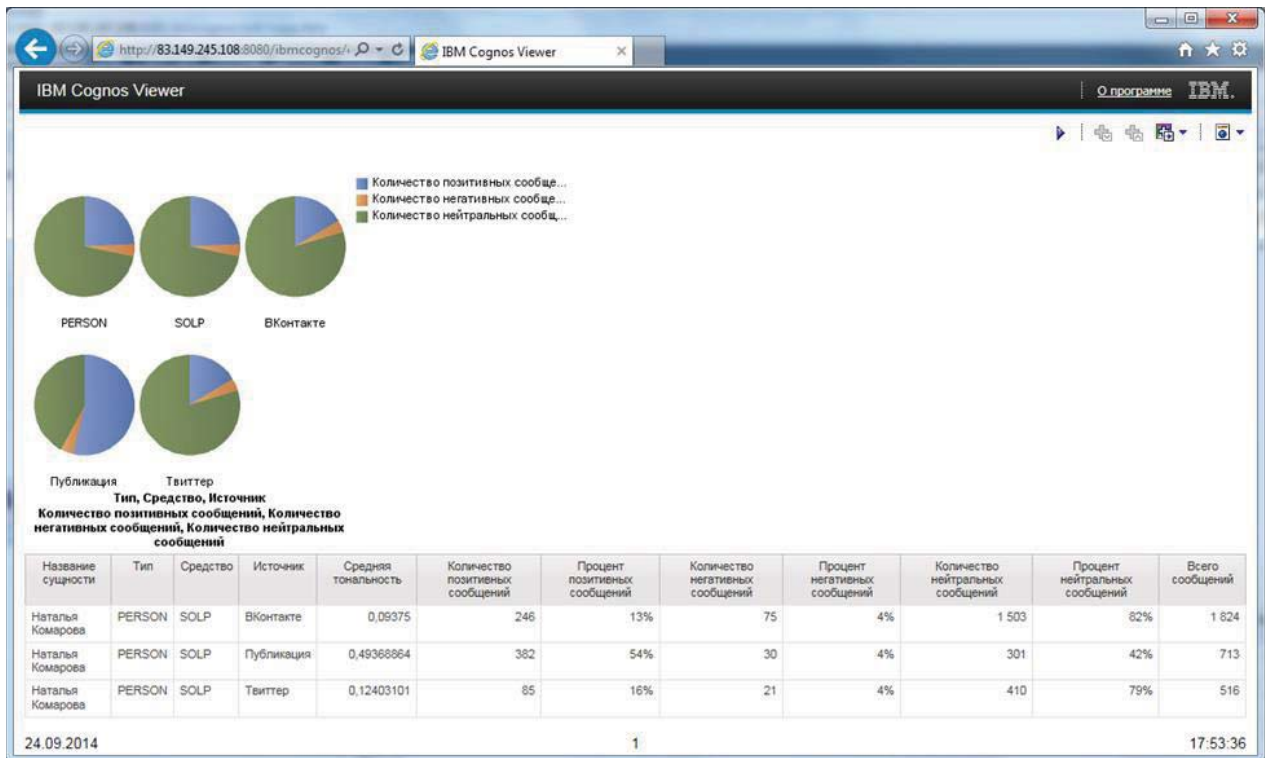 http://83.149.245.108:8080/ibmcognos/
IBM Cognos Viewer
IBM Cognos Viewer
О программе
IBM.
Количество позитивных сообще...
Количество негативных сообще...
Количество нейтральных сообщ...
PERSON SOLP ВКонтакте
Публикация Твиттер
Тип, Средство, Источник
Количество позитивных сообщений, Количество
негативных сообщений, Количество нейтральных
сообщений
Название сущности Тип Средство Источник Средняя тональность Количество позитивных сообщений Процент позитивных сообщений Количество негативных сообщений Процент негативных сообщений Количество нейтральных сообщений Процент нейтральных сообщений Всего сообщений
Наталья Комарова PERSON SOLP ВКонтакте 0,09375 246 13% 75 4% 1 503 82% 1 824
Наталья Комарова PERSON SOLP Публикация 0,49368864 382 54% 30 4% 301 42% 713
Наталья Комарова PERSON SOLP Твиттер 0,12403101 85 16% 21 4% 410 79% 516
24.09.2014 1 17:53:36